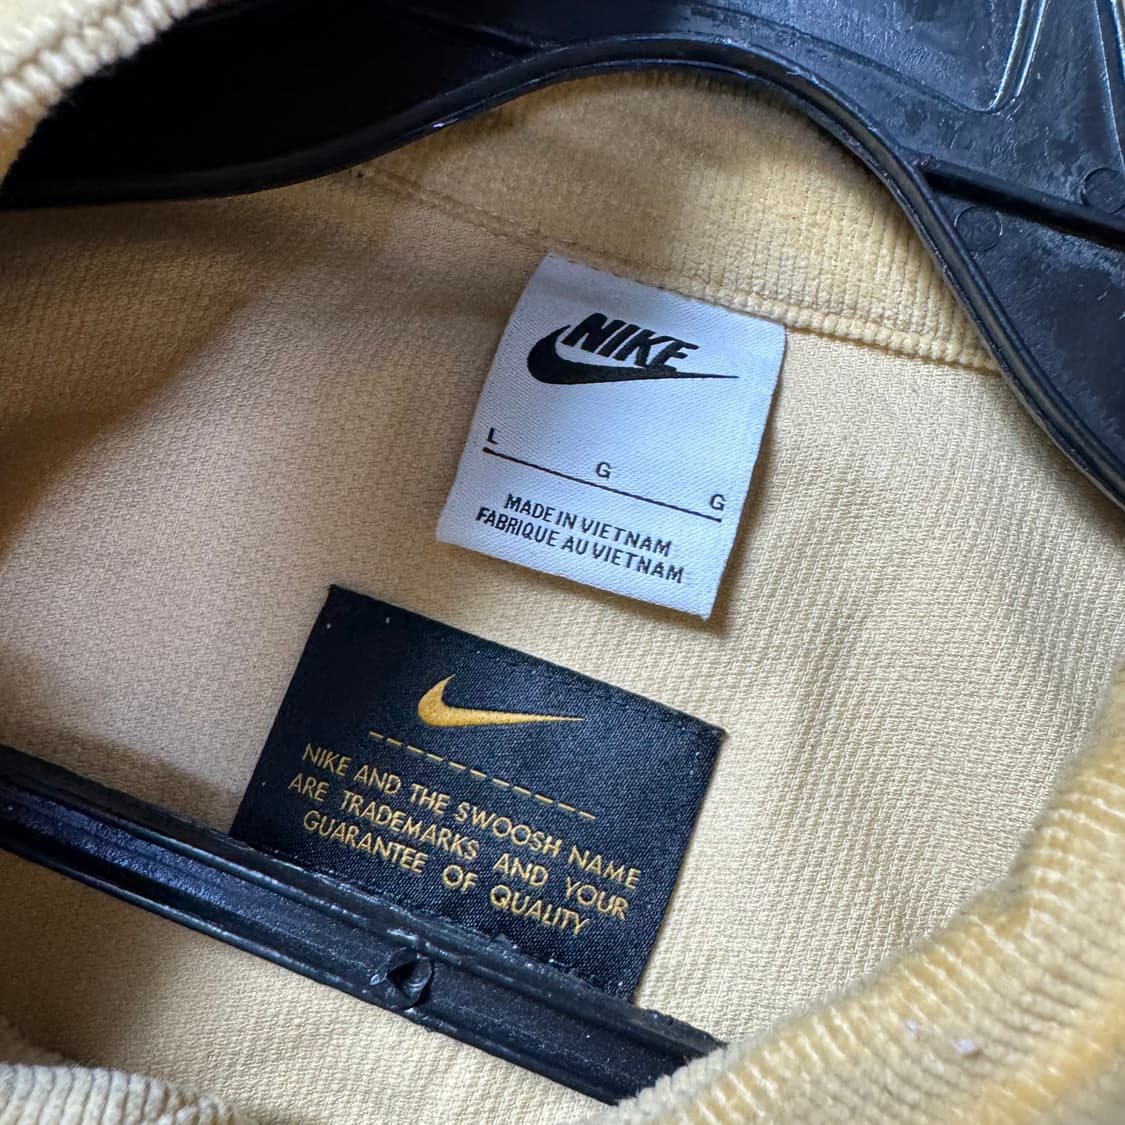 NIKE
L G G
MADE IN VIETNAM
FABRIQUE AU VIETNAM
NIKE AND THE SWOOSH NAME
ARE TRADEMARKS AND YOUR
GUARANTEE OF QUALITY